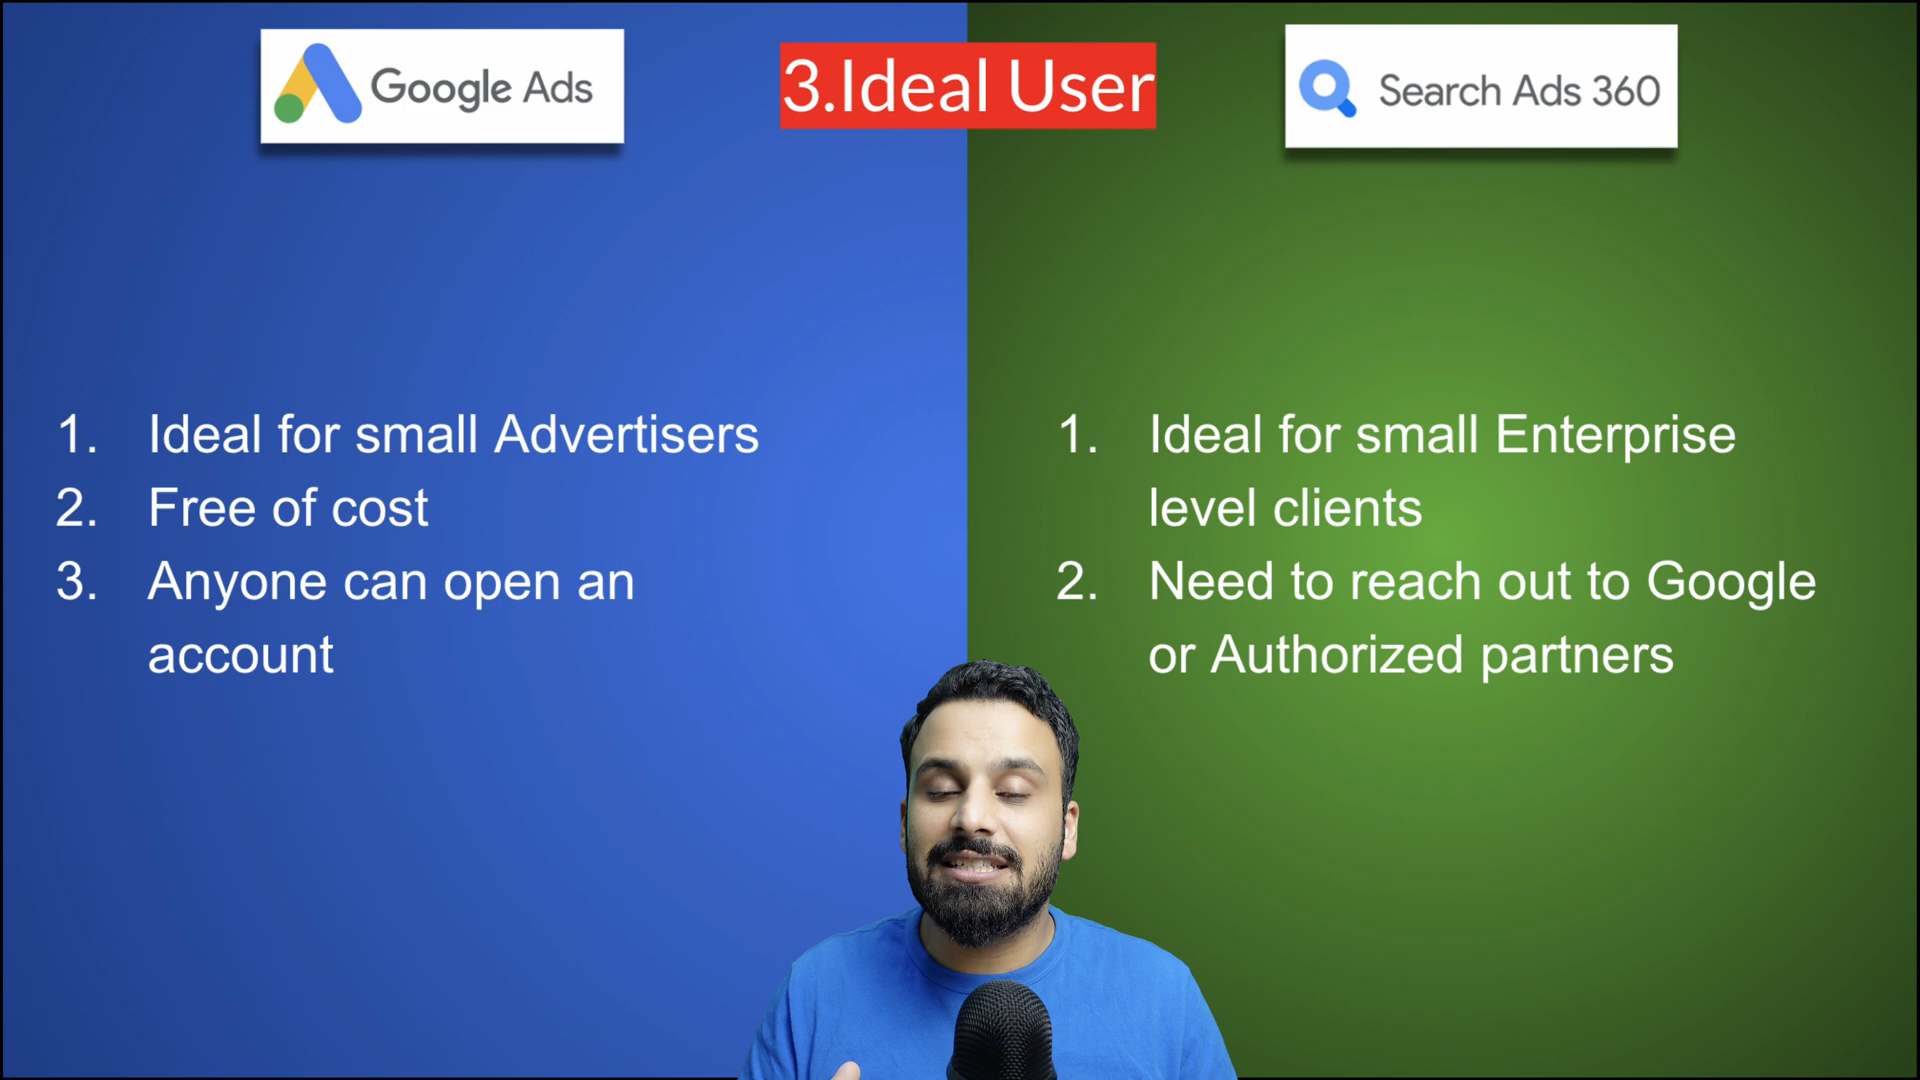 Google Ads
3.Ideal User
Search Ads 360
1. Ideal for small Advertisers
2. Free of cost
3. Anyone can open an
account
1. Ideal for small Enterprise
level clients
2. Need to reach out to Google
or Authorized partners